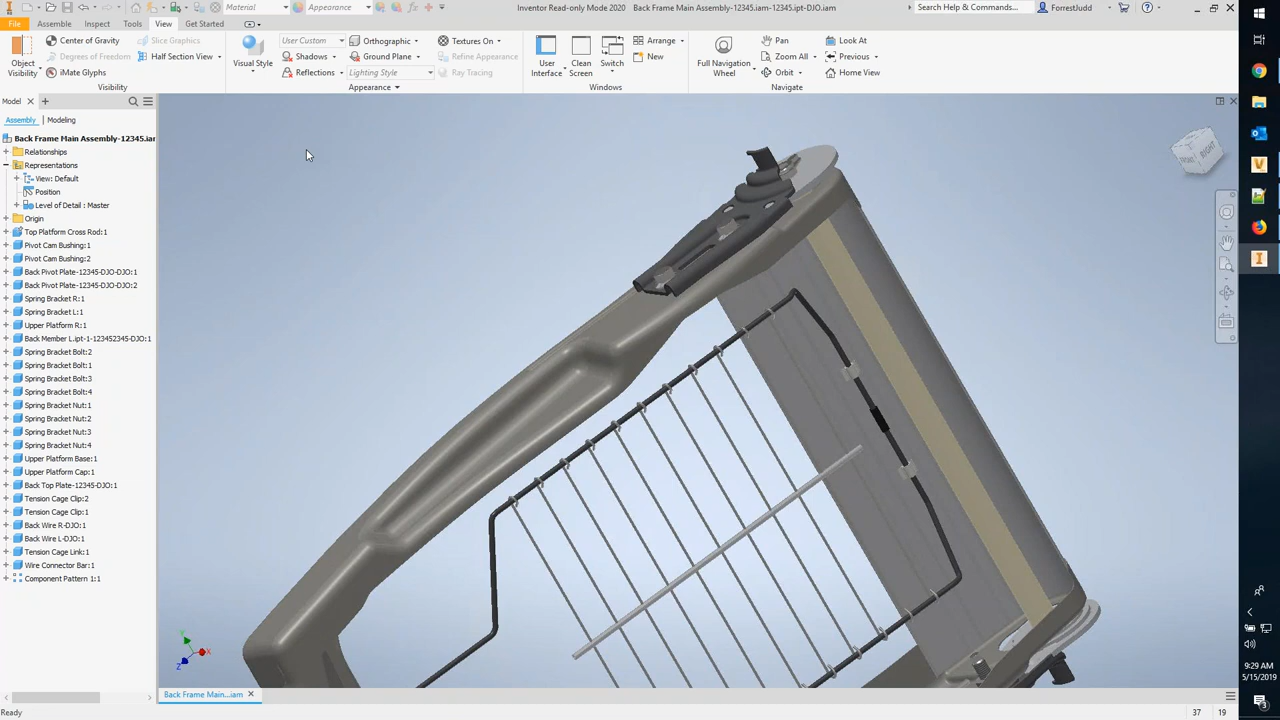 Material
Appearance
Inventor Read-only Mode 2020 Back Frame Main Assembly-12345.iam-12345.ipt-DJO.iam
Search Help & Commands...
ForrestJudd
File
Assemble
Inspect
Tools
View
Get Started
Object
Visibility
Center of Gravity
Degrees of Freedom
iMate Glyphs
Slice Graphics
Half Section View
Visibility
Visual Style
User Custom
Shadows
Reflections
Orthographic
Ground Plane
Lighting Style
Textures On
Refine Appearance
Ray Tracing
Appearance
User
Interface
Clean
Screen
Switch
Arrange
New
Windows
Full Navigation
Wheel
Pan
Zoom All
Orbit
Look At
Previous
Home View
Navigate
Model
Assembly
Modeling
Back Frame Main Assembly-12345.iam
Relationships
Representations
View: Default
Position
Level of Detail : Master
Origin
Top Platform Cross Rod:1
Pivot Cam Bushing:1
Pivot Cam Bushing:2
Back Pivot Plate-12345-DJO-DJO:1
Back Pivot Plate-12345-DJO-DJO:2
Spring Bracket R:1
Spring Bracket L:1
Upper Platform R:1
Back Member L.ipt-1-123452345-DJO:1
Spring Bracket Bolt:2
Spring Bracket Bolt:1
Spring Bracket Bolt:3
Spring Bracket Bolt:4
Spring Bracket Nut:1
Spring Bracket Nut:2
Spring Bracket Nut:3
Spring Bracket Nut:4
Upper Platform Base:1
Upper Platform Cap:1
Back Top Plate-12345-DJO:1
Tension Cage Clip:2
Tension Cage Clip:1
Back Wire R-DJO:1
Back Wire L-DJO:1
Tension Cage Link:1
Wire Connector Bar:1
Component Pattern 1:1
RIGHT
Y
X
Z
Back Frame Main...iam
Ready
37
19
9:29 AM
5/15/2019
3